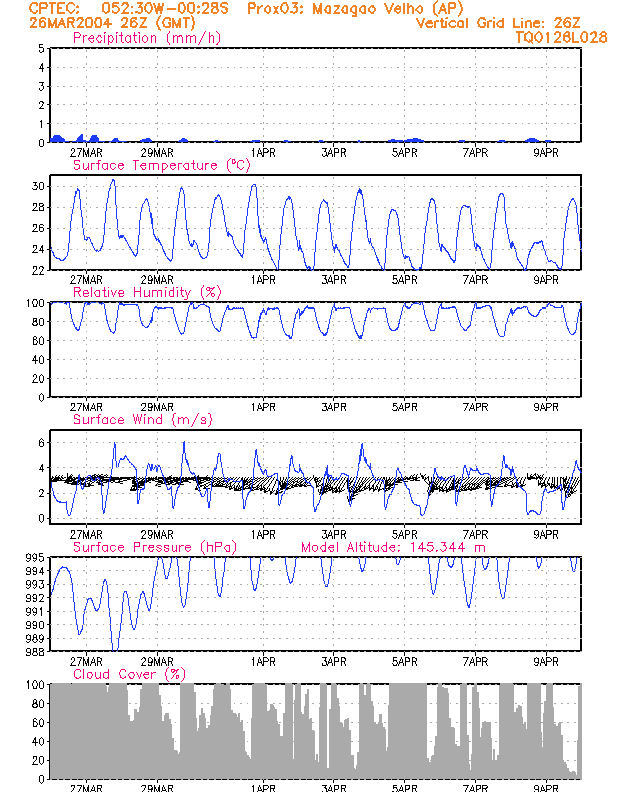 CPTEC: 052:30W-00:28S Prox03: Mazagao Velho (AP)
26MAR2004 26Z (GMT) Vertical Grid Line: 26Z
Precipitation (mm/h) TQ0126L028
5
4
3
2
1
0
27MAR 29MAR 1APR 3APR 5APR 7APR 9APR
Surface Temperature (ºC)
30
28
26
24
22
27MAR 29MAR 1APR 3APR 5APR 7APR 9APR
Relative Humidity (%)
100
80
60
40
20
0
27MAR 29MAR 1APR 3APR 5APR 7APR 9APR
Surface Wind (m/s)
6
4
2
0
27MAR 29MAR 1APR 3APR 5APR 7APR 9APR
Surface Pressure (hPa) Model Altitude: 145.344 m
995
994
993
992
991
990
989
988
27MAR 29MAR 1APR 3APR 5APR 7APR 9APR
Cloud Cover (%)
100
80
60
40
20
0
27MAR 29MAR 1APR 3APR 5APR 7APR 9APR